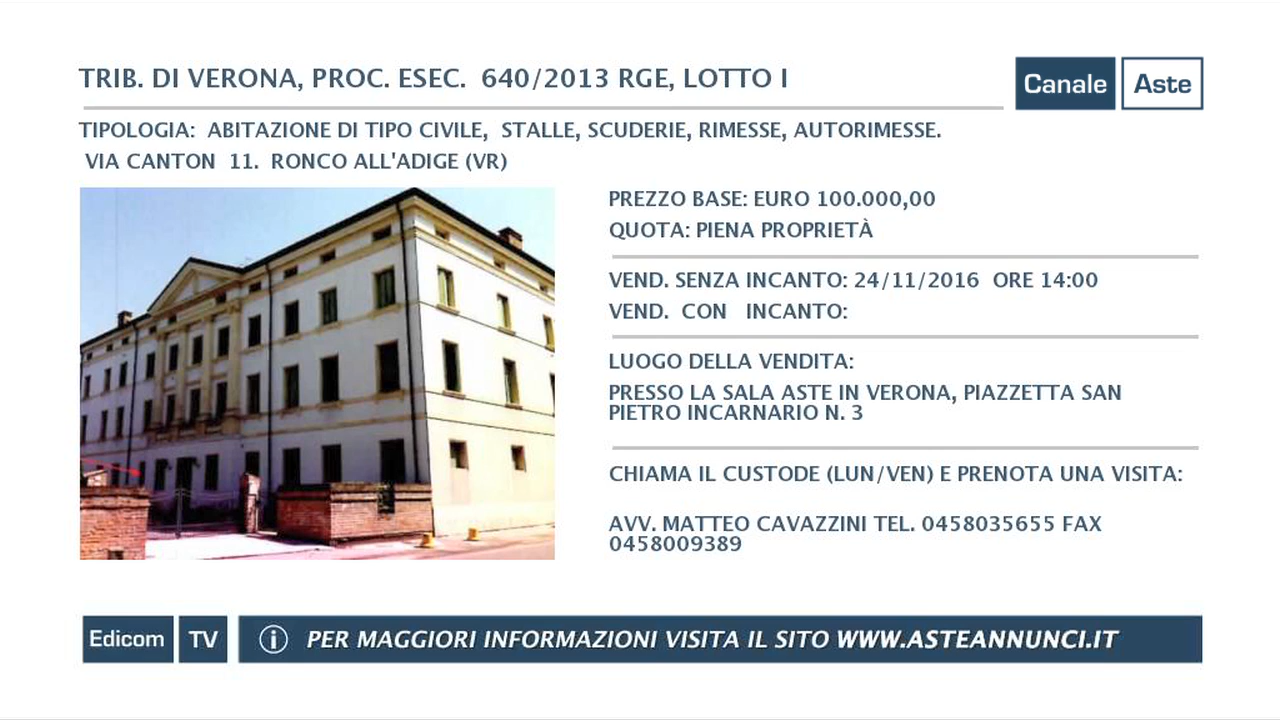 TRIB. DI VERONA, PROC. ESEC.  640/2013 RGE, LOTTO I
Canale Aste
TIPOLOGIA:  ABITAZIONE DI TIPO CIVILE,  STALLE, SCUDERIE, RIMESSE, AUTORIMESSE.
VIA CANTON  11.  RONCO ALL'ADIGE (VR)
PREZZO BASE: EURO 100.000,00
QUOTA: PIENA PROPRIETÀ
VEND. SENZA INCANTO: 24/11/2016  ORE 14:00
VEND.  CON   INCANTO:
LUOGO DELLA VENDITA:
PRESSO LA SALA ASTE IN VERONA, PIAZZETTA SAN
PIETRO INCARNARIO N. 3
CHIAMA IL CUSTODE (LUN/VEN) E PRENOTA UNA VISITA:
AVV. MATTEO CAVAZZINI TEL. 0458035655 FAX
0458009389
Edicom TV
PER MAGGIORI INFORMAZIONI VISITA IL SITO WWW.ASTEANNUNCI.IT